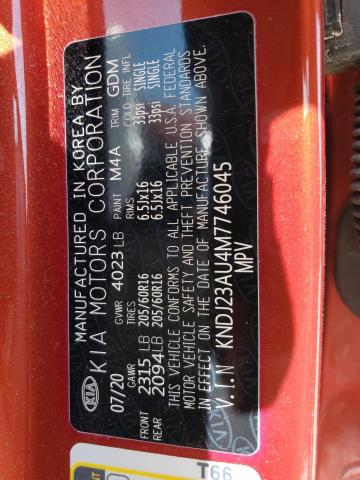 MANUFACTURED IN KOREA BY
KIA KIA MOTORS CORPORATION
07/20 GVWR 4023 LB PAINT M4A TRIM GDM
GAWR TIRES RIMS COLD TIRE INFL
FRONT 2315 LB 205/60R16 6.5Jx16 33psi SINGLE
REAR 2094 LB 205/60R16 6.5Jx16 33psi SINGLE
THIS VEHICLE CONFORMS TO ALL APPLICABLE U.S.A. FEDERAL
MOTOR VEHICLE SAFETY AND THEFT PREVENTION STANDARDS
IN EFFECT ON THE DATE OF MANUFACTURE SHOWN ABOVE.
V.I.N KNDJ23AU4M7746045
MPV
T66